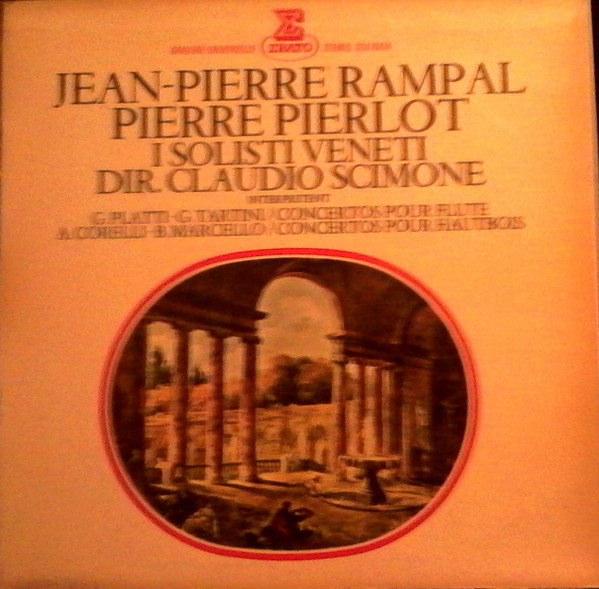 E
ERATO
JEAN-PIERRE RAMPAL
PIERRE PIERLOT
I SOLISTI VENETI
DIR. CLAUDIO SCIMONE
INTERPRETENT
G. PLATTI-G. TARTINI/CONCERTOS POUR FLUTE
A. CORELLI-B. MARCELLO/CONCERTOS POUR HAUTBOIS